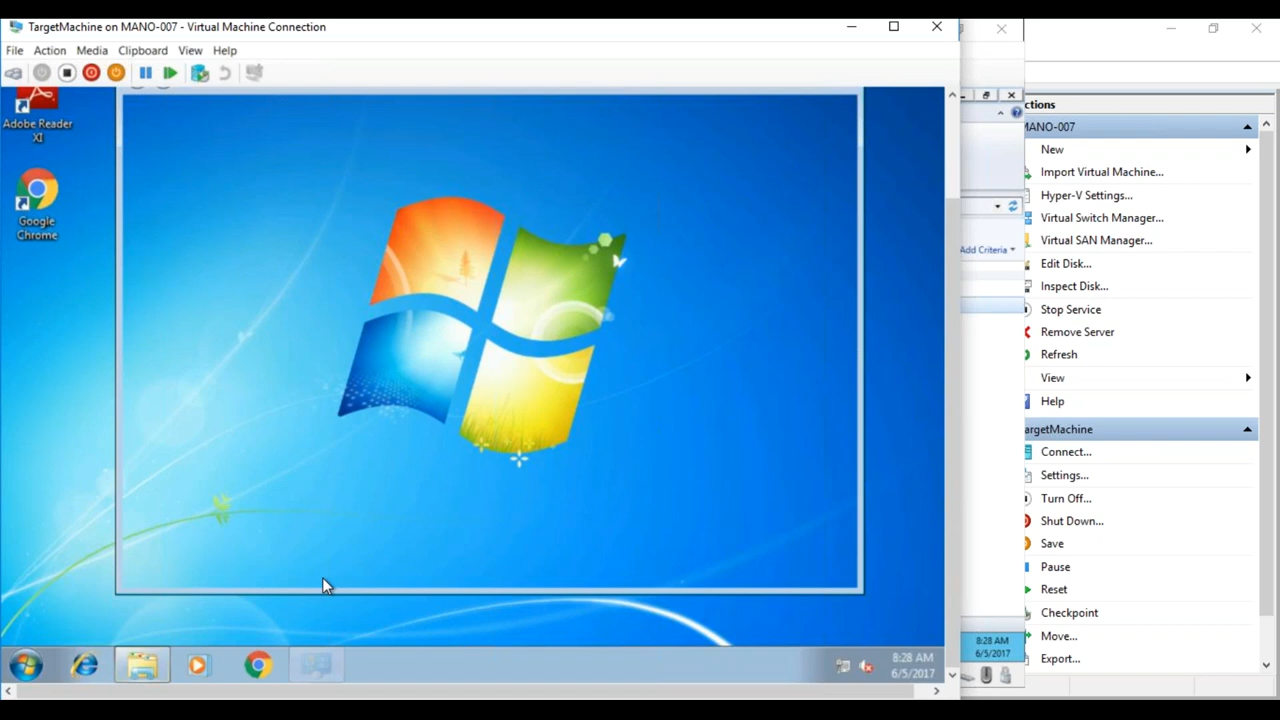 TargetMachine on MANO-007 - Virtual Machine Connection
File Action Media Clipboard View Help
Adobe Reader
XI
Google
Chrome
8:28 AM
6/5/2017
Add Criteria
8:28 AM
6/5/2017
ctions
MANO-007
New
Import Virtual Machine...
Hyper-V Settings...
Virtual Switch Manager...
Virtual SAN Manager...
Edit Disk...
Inspect Disk...
Stop Service
Remove Server
Refresh
View
Help
argetMachine
Connect...
Settings...
Turn Off...
Shut Down...
Save
Pause
Reset
Checkpoint
Move...
Export...